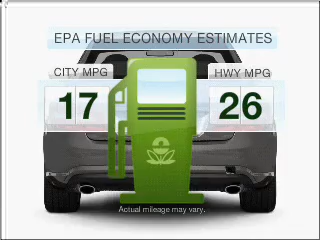 EPA FUEL ECONOMY ESTIMATES
CITY MPG
HWY MPG
17
26
Actual mileage may vary.